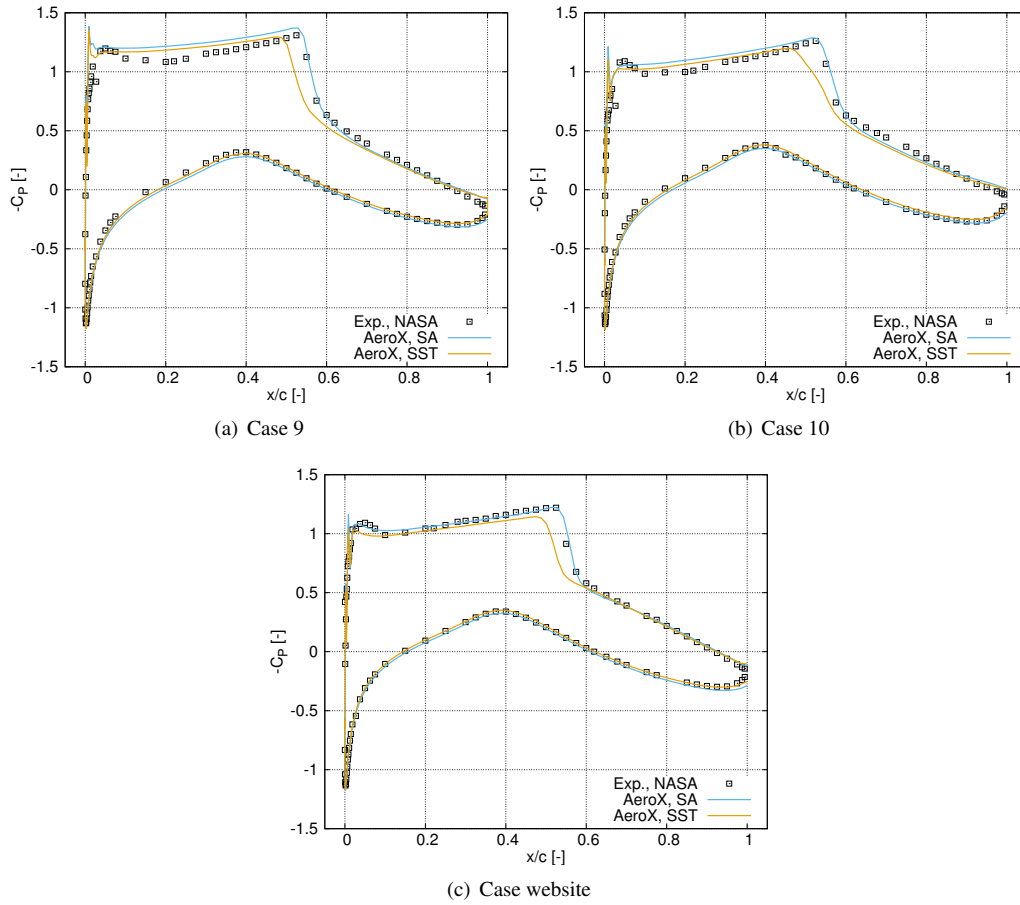 1.5
1
0.5
0
-0.5
-1
-1.5
-C_P [-]
0
0.2
0.4
0.6
0.8
1
x/c [-]
Exp., NASA
AeroX, SA
AeroX, SST
(a) Case 9
1.5
1
0.5
0
-0.5
-1
-1.5
-C_P [-]
0
0.2
0.4
0.6
0.8
1
x/c [-]
Exp., NASA
AeroX, SA
AeroX, SST
(b) Case 10
1.5
1
0.5
0
-0.5
-1
-1.5
-C_P [-]
0
0.2
0.4
0.6
0.8
1
x/c [-]
Exp., NASA
AeroX, SA
AeroX, SST
(c) Case website